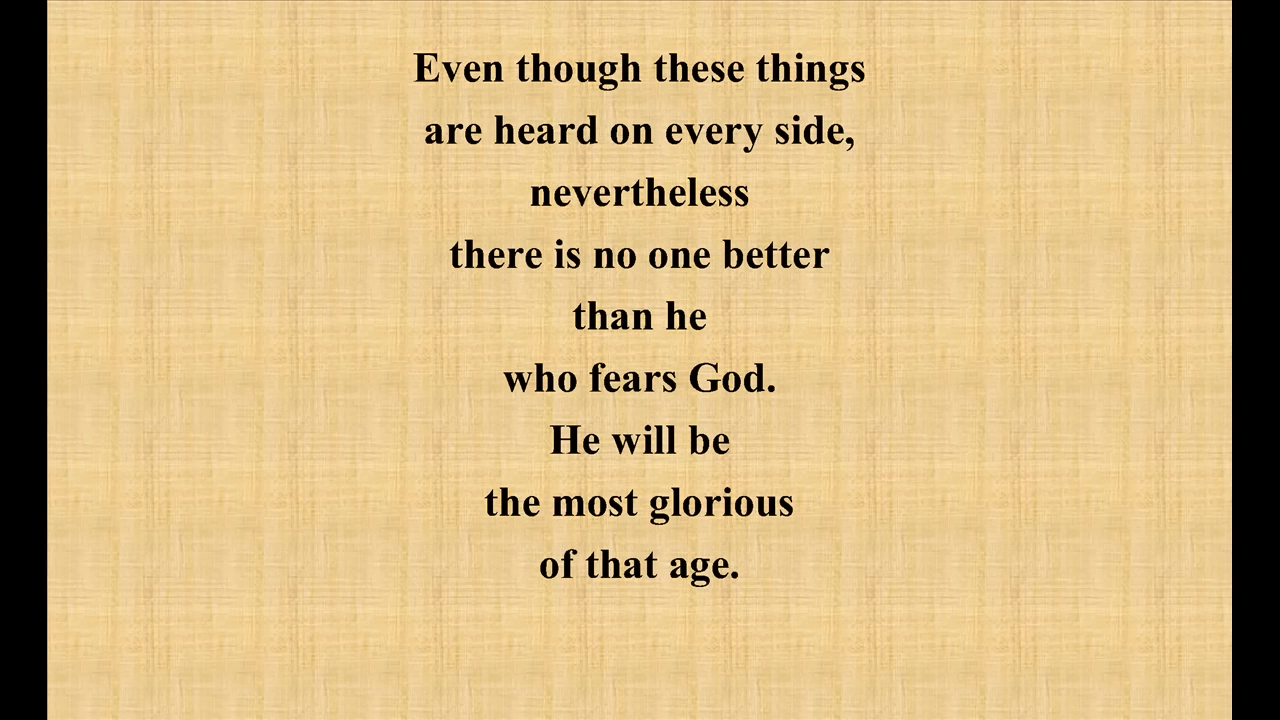 Even though these things
are heard on every side,
nevertheless
there is no one better
than he
who fears God.
He will be
the most glorious
of that age.